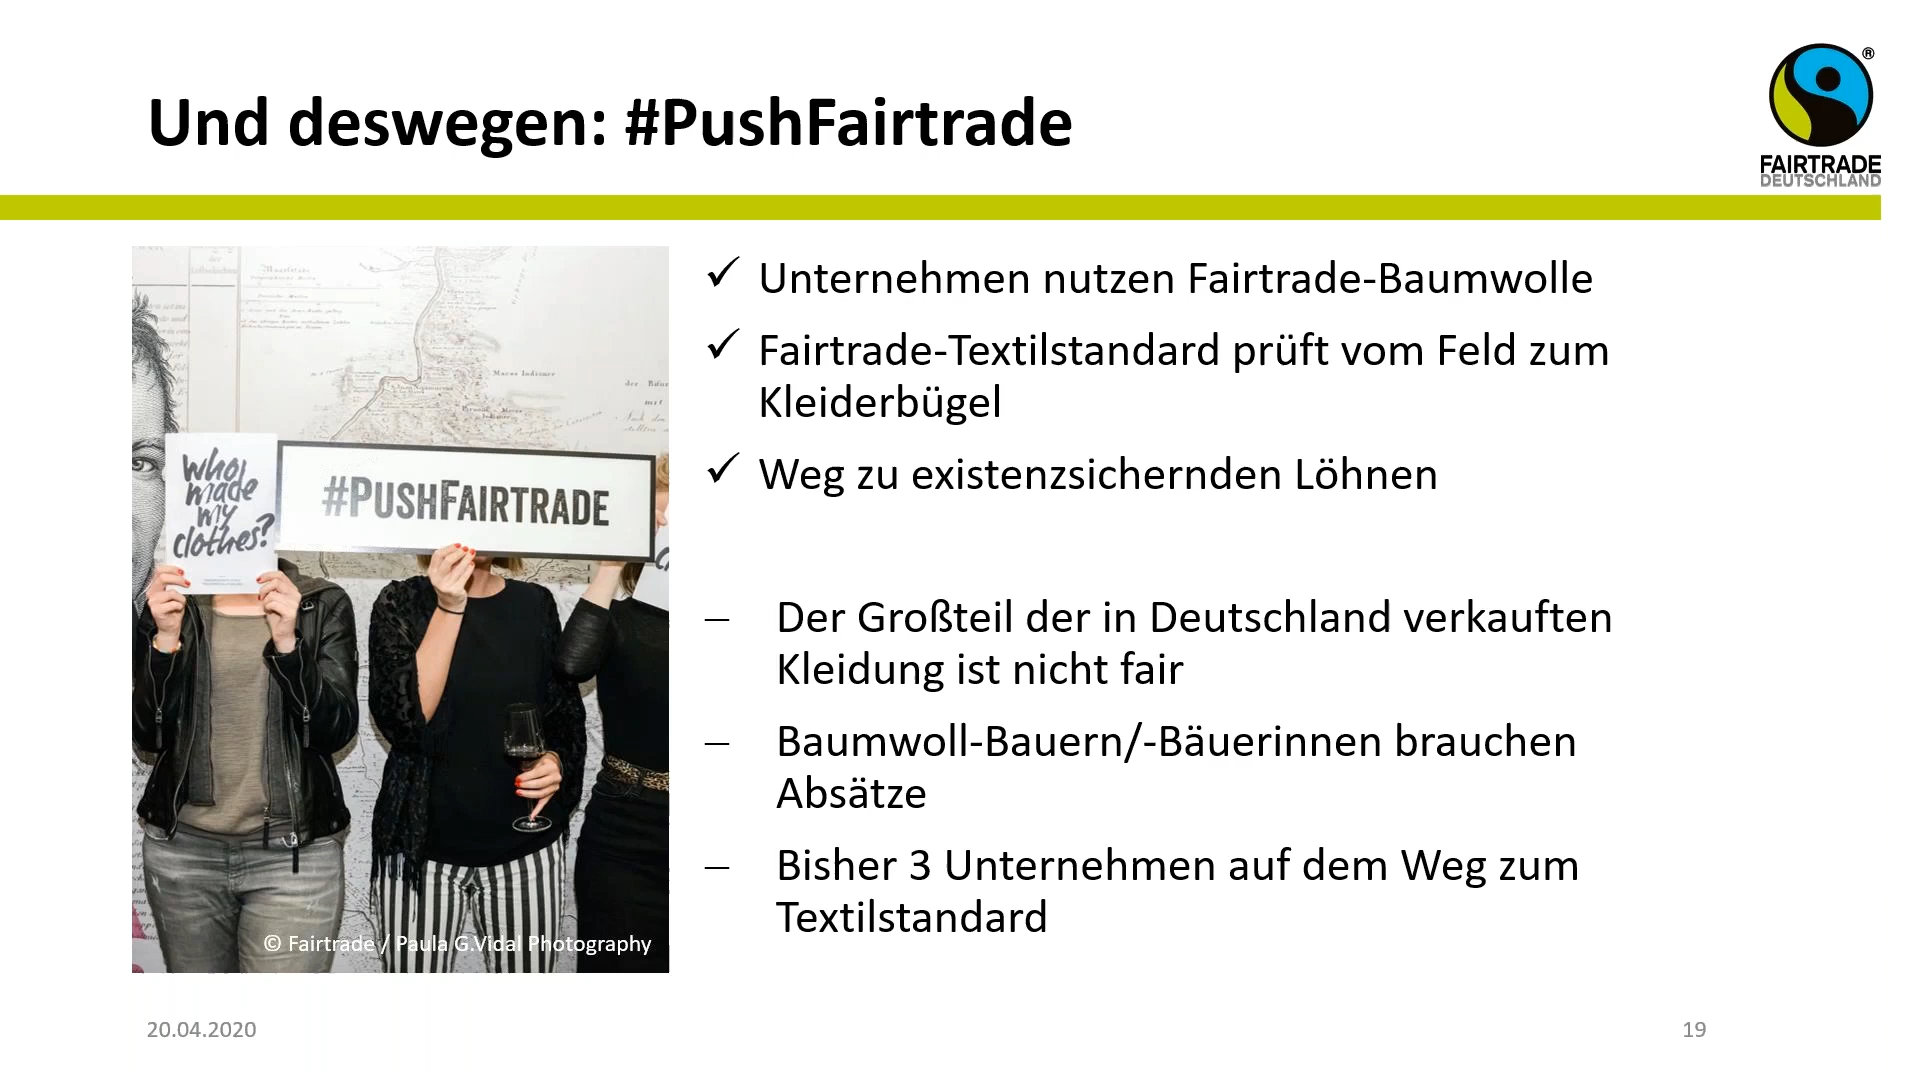 Und deswegen: #PushFairtrade
®
FAIRTRADE
DEUTSCHLAND
✓ Unternehmen nutzen Fairtrade-Baumwolle
✓ Fairtrade-Textilstandard prüft vom Feld zum
Kleiderbügel
✓ Weg zu existenzsichernden Löhnen
– Der Großteil der in Deutschland verkauften
Kleidung ist nicht fair
– Baumwoll-Bauern/-Bäuerinnen brauchen
Absätze
– Bisher 3 Unternehmen auf dem Weg zum
Textilstandard
who
made
my
clothes?
#PUSHFAIRTRADE
© Fairtrade / Paula G.Vidal Photography
20.04.2020
19